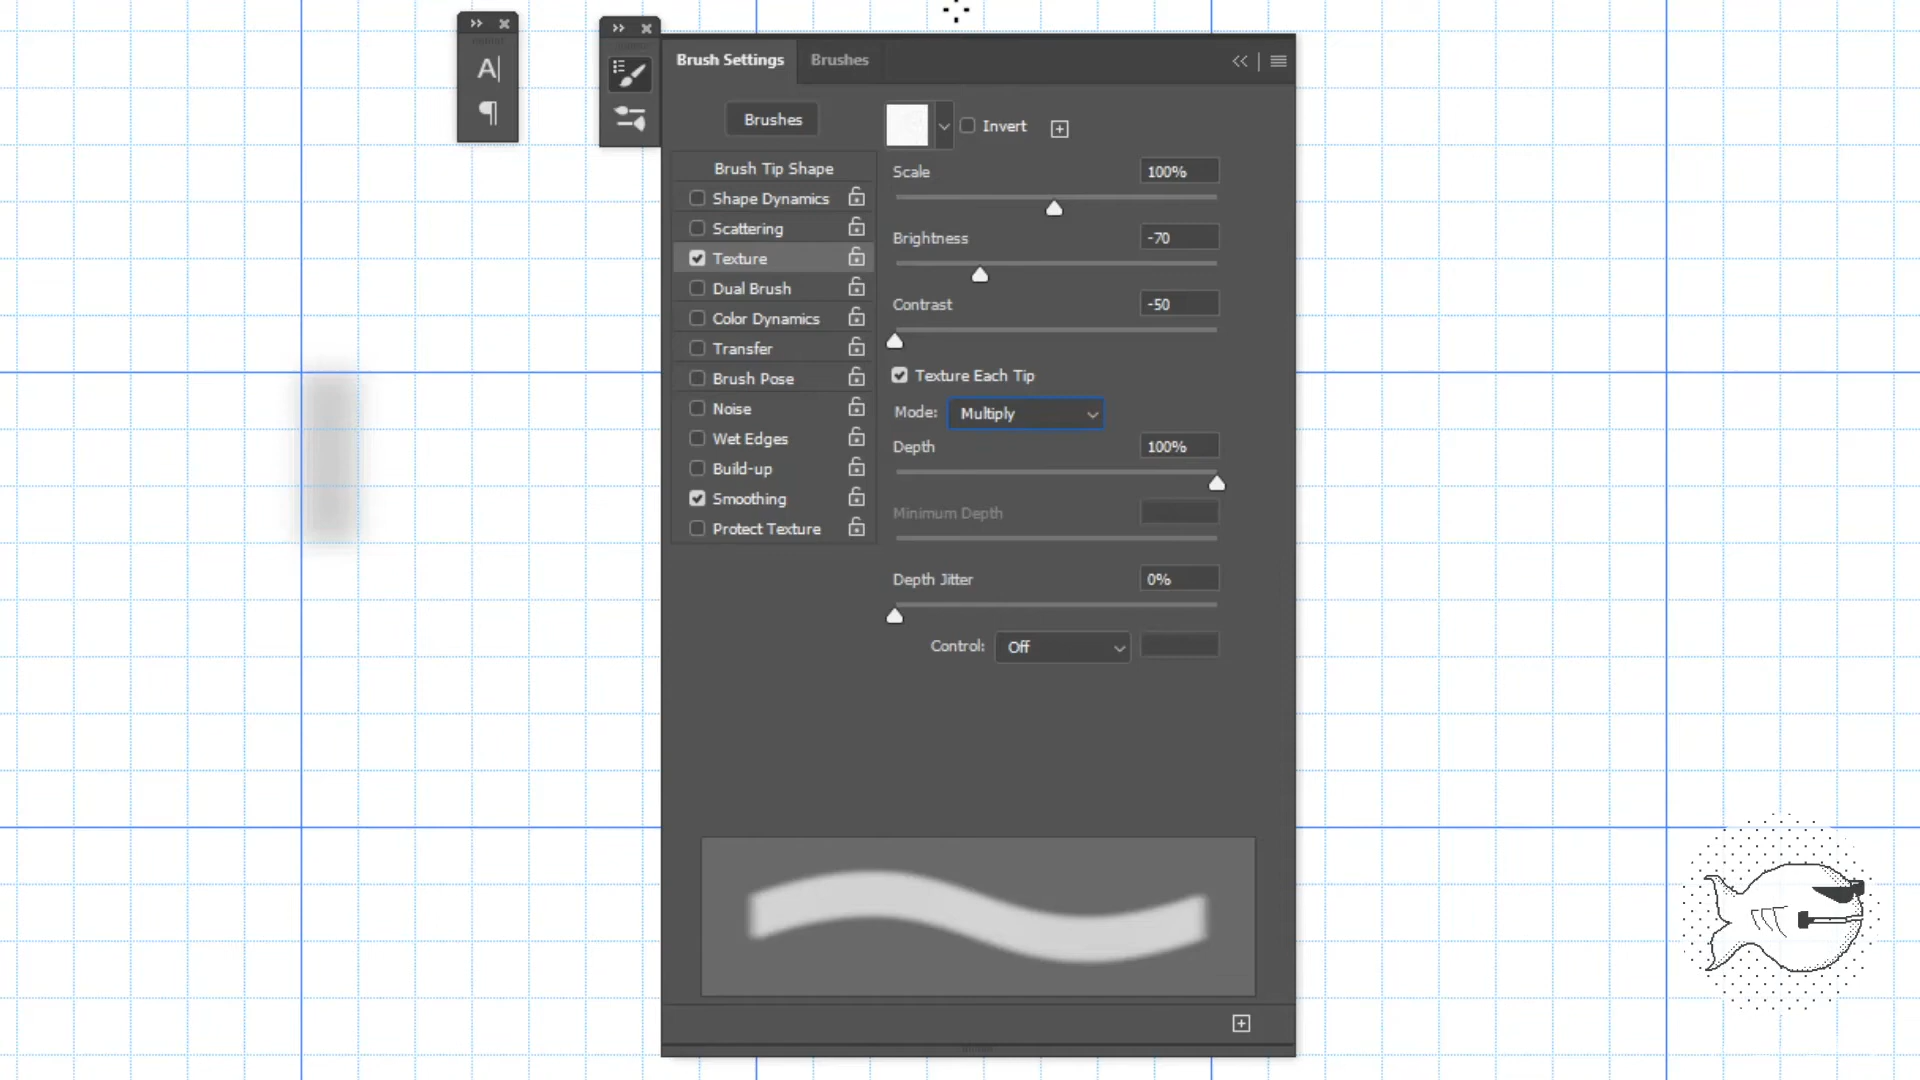 A|
¶
Brush Settings
Brushes
Brushes
Invert
Brush Tip Shape
Shape Dynamics
Scattering
Texture
Dual Brush
Color Dynamics
Transfer
Brush Pose
Noise
Wet Edges
Build-up
Smoothing
Protect Texture
Scale
100%
Brightness
-70
Contrast
-50
Texture Each Tip
Mode:
Multiply
Depth
100%
Minimum Depth
Depth Jitter
0%
Control:
Off